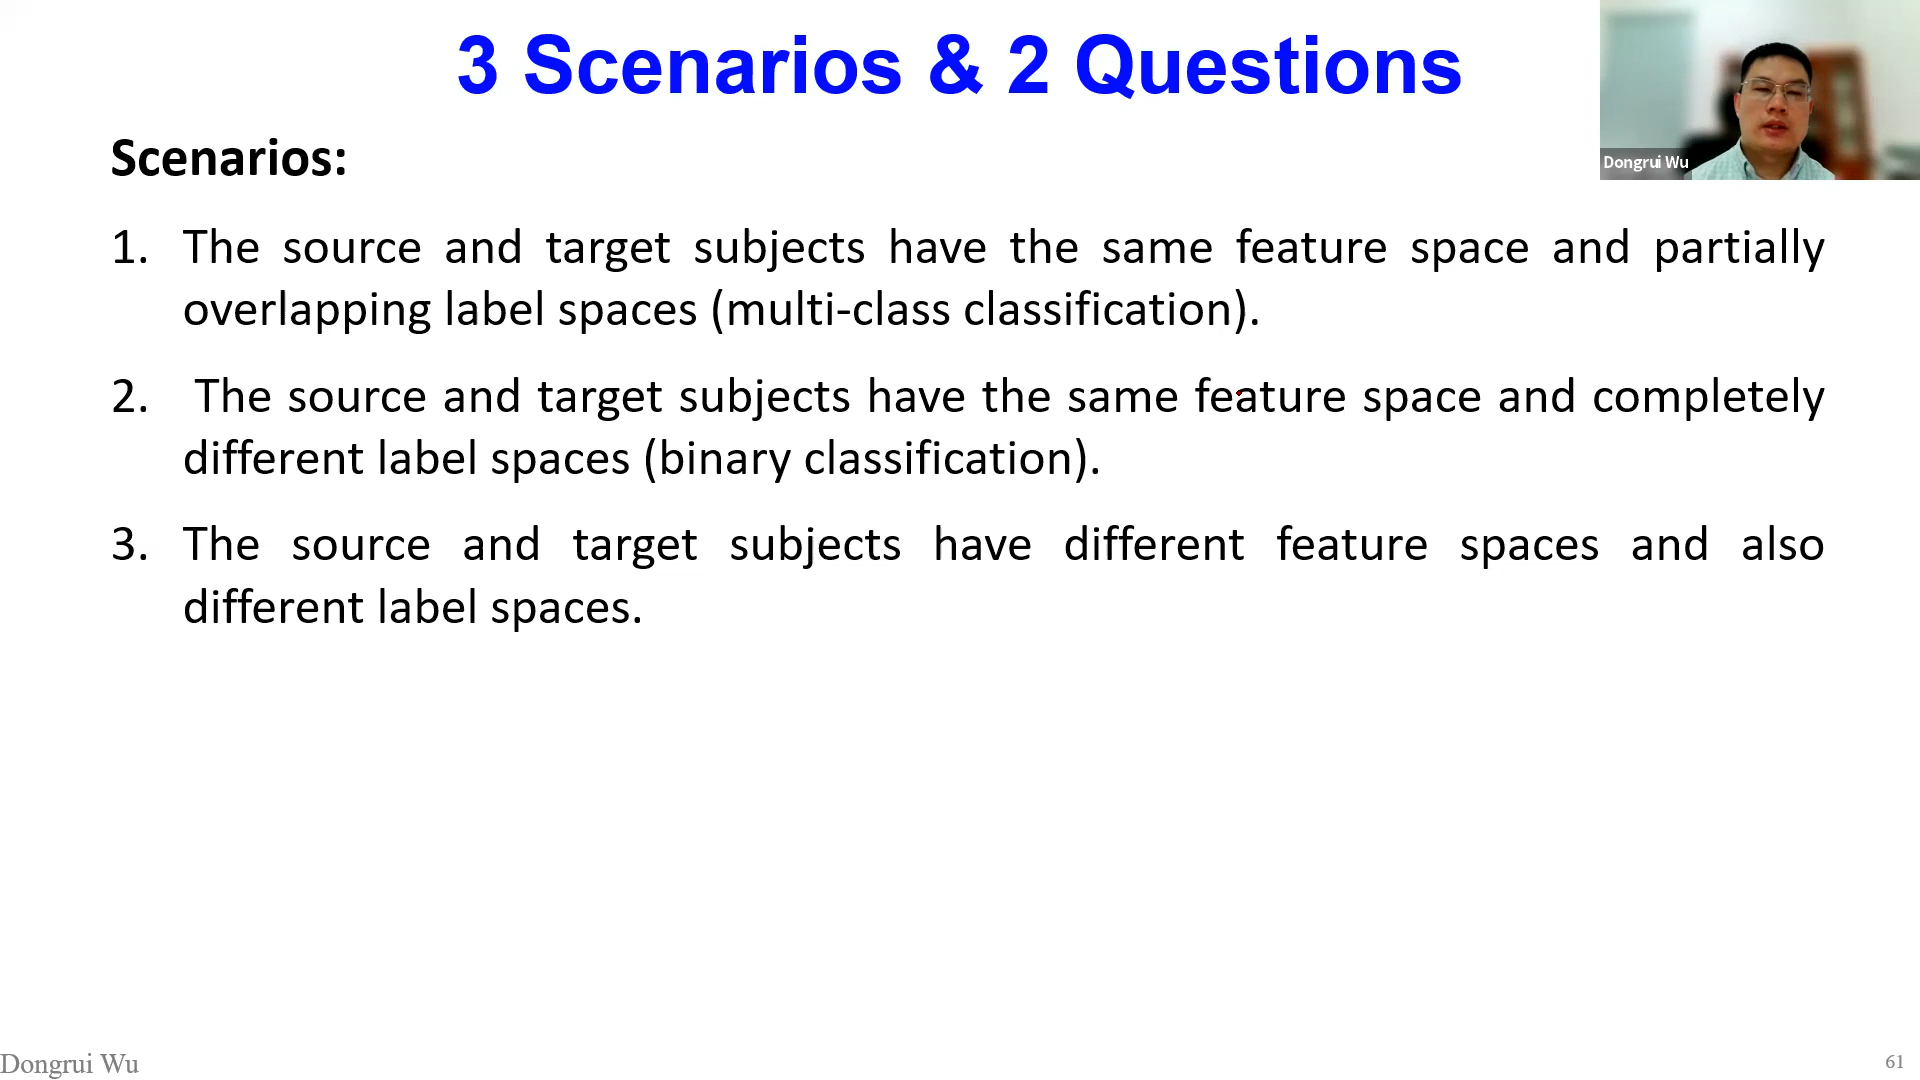 3 Scenarios & 2 Questions
Dongrui Wu
Scenarios:
1. The source and target subjects have the same feature space and partially
overlapping label spaces (multi-class classification).
2. The source and target subjects have the same feature space and completely
different label spaces (binary classification).
3. The source and target subjects have different feature spaces and also
different label spaces.
Dongrui Wu
61